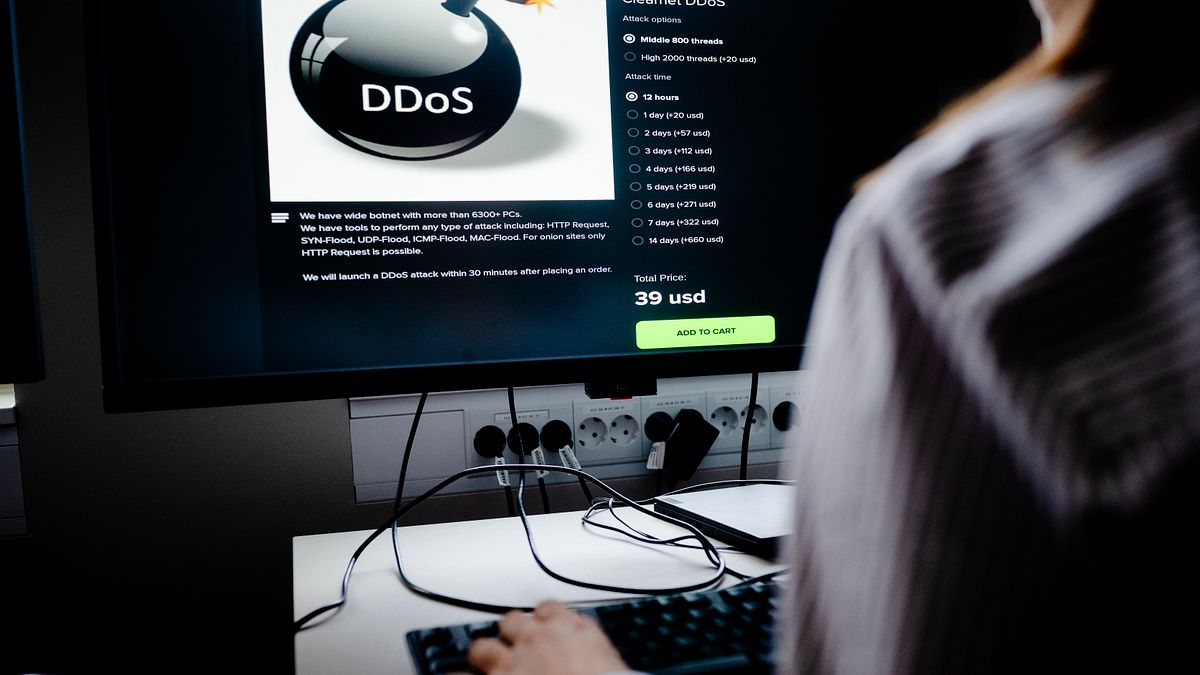 Clearnet DDoS
Attack options
Middle 800 threads
High 2000 threads (+20 usd)
Attack time
12 hours
1 day (+20 usd)
2 days (+57 usd)
3 days (+112 usd)
4 days (+166 usd)
5 days (+219 usd)
6 days (+271 usd)
7 days (+322 usd)
14 days (+660 usd)
Total Price:
39 usd
ADD TO CART
DDoS
We have wide botnet with more than 6300+ PCs.
We have tools to perform any type of attack including: HTTP Request,
SYN-Flood, UDP-Flood, ICMP-Flood, MAC-Flood. For onion sites only
HTTP Request is possible.
We will launch a DDoS attack within 30 minutes after placing an order.